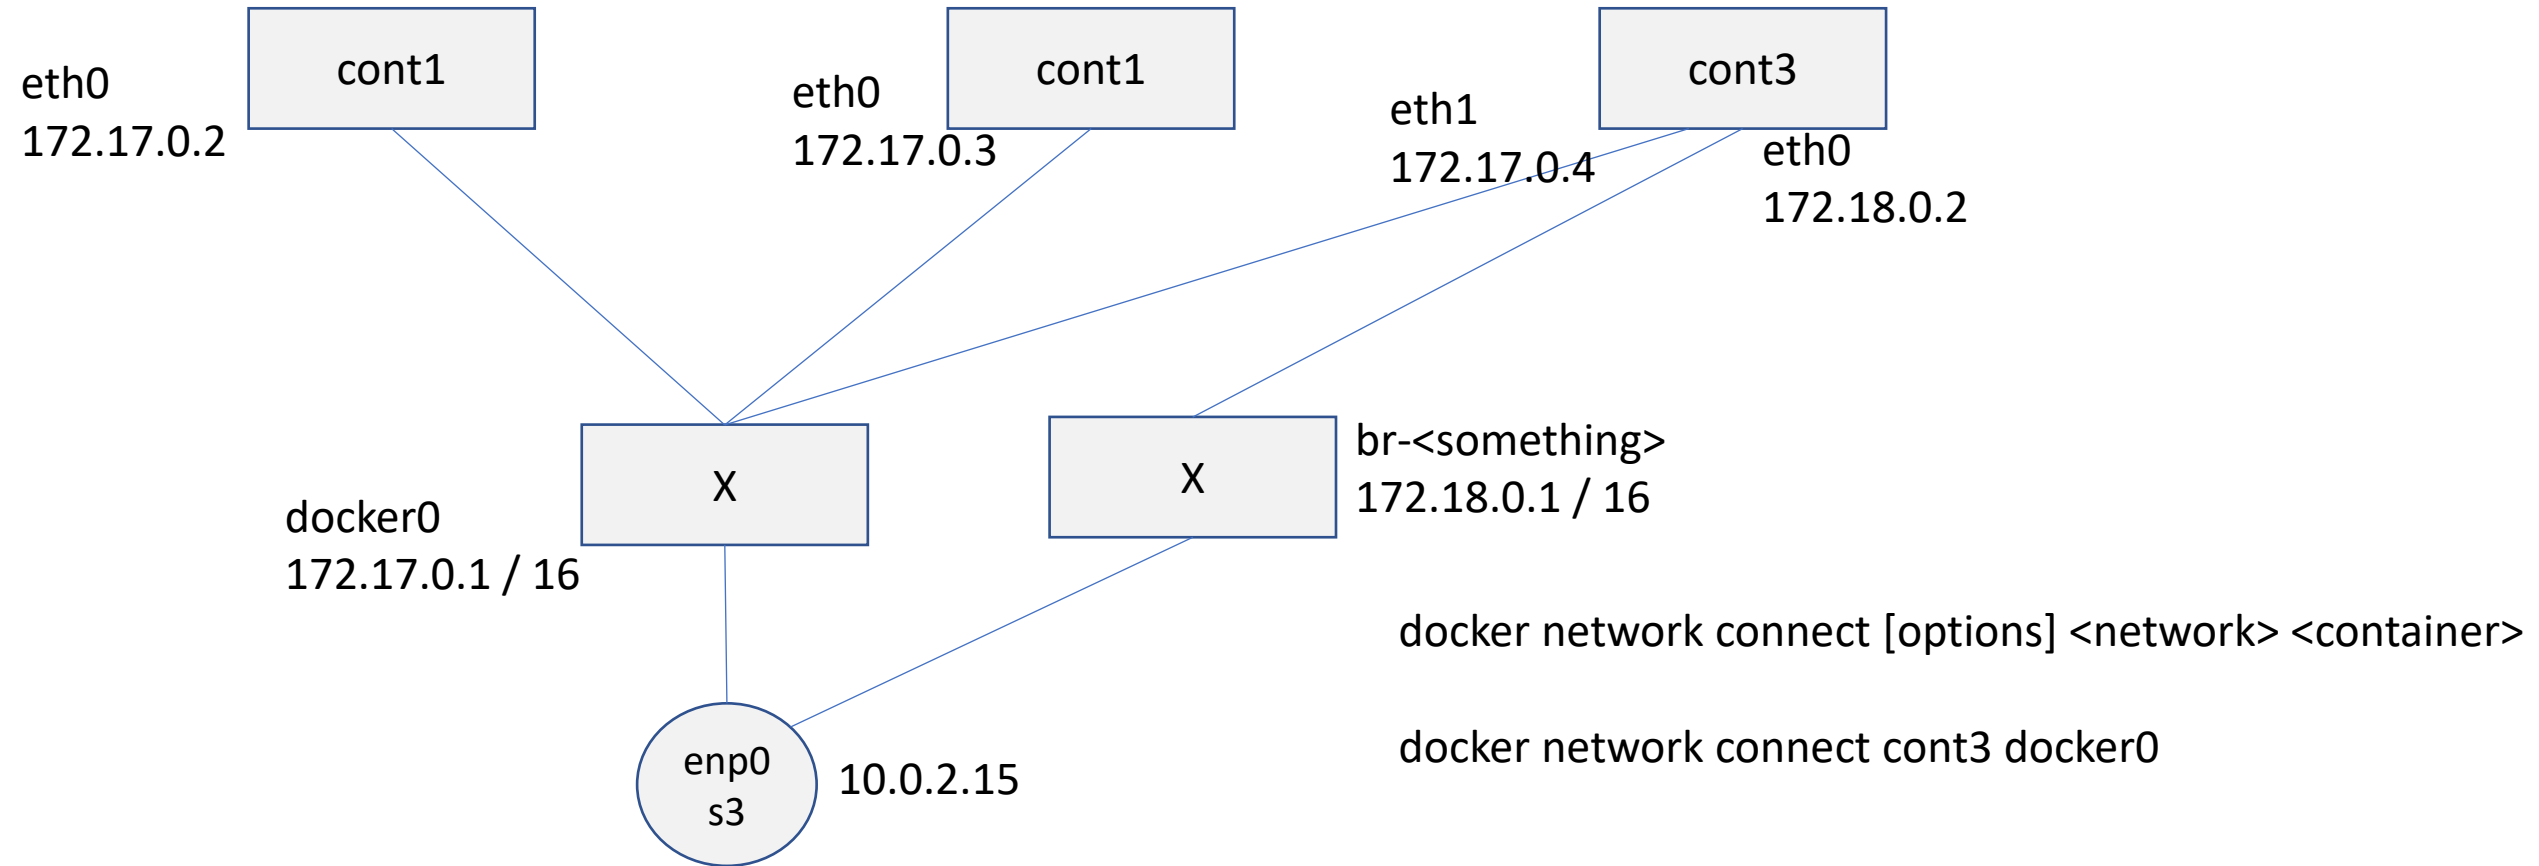 cont1
cont1
cont3
eth0
172.17.0.2
eth0
172.17.0.3
eth1
172.17.0.4
eth0
172.18.0.2
X
X
docker0
172.17.0.1 / 16
br-<something>
172.18.0.1 / 16
enp0
s3
10.0.2.15
docker network connect [options] <network> <container>
docker network connect cont3 docker0